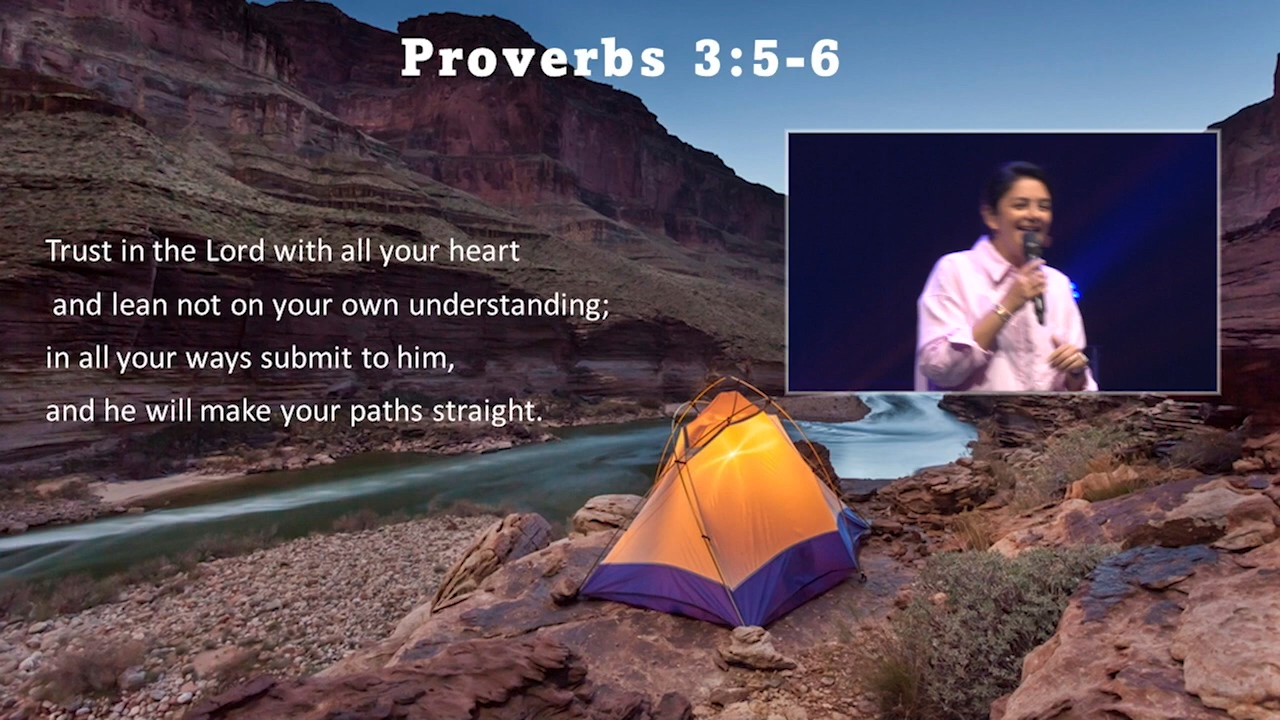 Proverbs 3:5-6
Trust in the Lord with all your heart
and lean not on your own understanding;
in all your ways submit to him,
and he will make your paths straight.